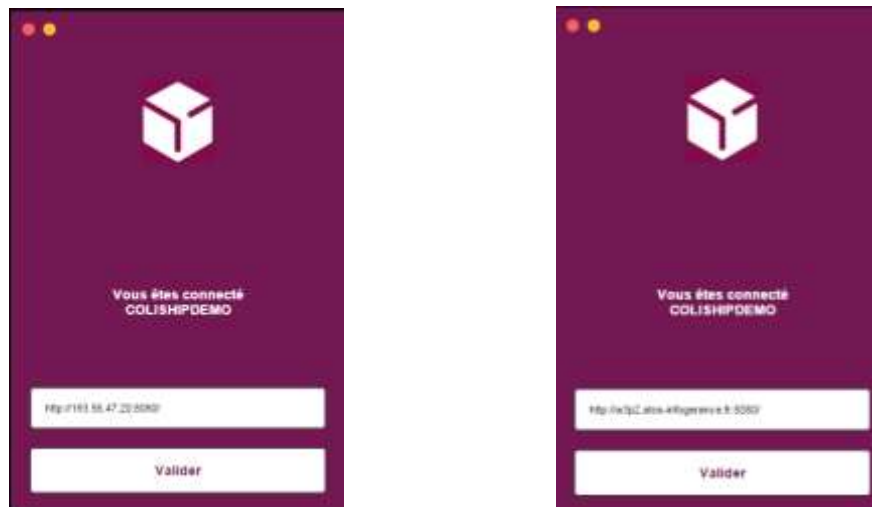 Vous êtes connecté
COLISHIPDEMO
Valider
Vous êtes connecté
COLISHIPDEMO
Valider